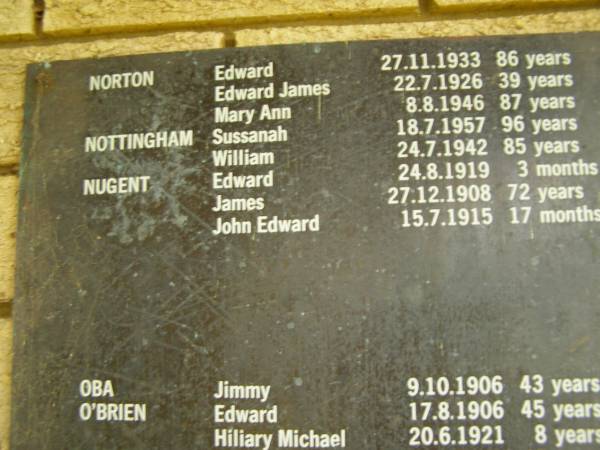 NORTON Edward 27.11.1933 86 years
Edward James 22.7.1926 39 years
Mary Ann 8.8.1946 87 years
NOTTINGHAM Sussanah 18.7.1957 96 years
William 24.7.1942 85 years
NUGENT Edward 24.8.1919 3 months
James 27.12.1908 72 years
John Edward 15.7.1915 17 months
OBA Jimmy 9.10.1906 43 years
O'BRIEN Edward 17.8.1906 45 years
Hiliary Michael 20.6.1921 8 years